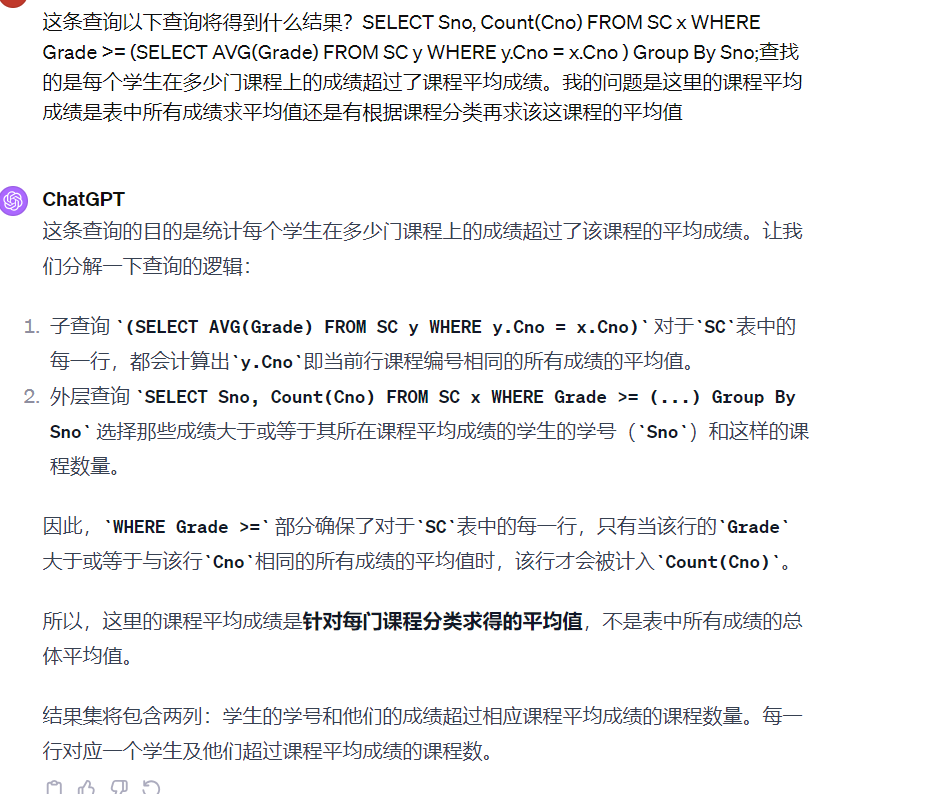 这条查询以下查询将得到什么结果？SELECT Sno, Count(Cno) FROM SC x WHERE
Grade >= (SELECT AVG(Grade) FROM SC y WHERE y.Cno = x.Cno ) Group By Sno;查找
的是每个学生在多少门课程上的成绩超过了课程平均成绩。我的问题是这里的课程平均
成绩是表中所有成绩求平均值还是有根据课程分类再求该这课程的平均值
ChatGPT
这条查询的目的是统计每个学生在多少门课程上的成绩超过了该课程的平均成绩。让我
们分解一下查询的逻辑：
1. 子查询 `(SELECT AVG(Grade) FROM SC y WHERE y.Cno = x.Cno)` 对于`SC`表中的
每一行，都会计算出`y.Cno`即当前行课程编号相同的所有成绩的平均值。
2. 外层查询 `SELECT Sno, Count(Cno) FROM SC x WHERE Grade >= (...) Group By
Sno` 选择那些成绩大于或等于其所在课程平均成绩的学生的学号（`Sno`）和这样的课
程数量。
因此，`WHERE Grade >=` 部分确保了对于`SC`表中的每一行，只有当该行的`Grade`
大于或等于与该行`Cno`相同的所有成绩的平均值时，该行才会被计入`Count(Cno)`。
所以，这里的课程平均成绩是针对每门课程分类求得的平均值，不是表中所有成绩的总
体平均值。
结果集将包含两列：学生的学号和他们的成绩超过相应课程平均成绩的课程数量。每一
行对应一个学生及他们超过课程平均成绩的课程数。